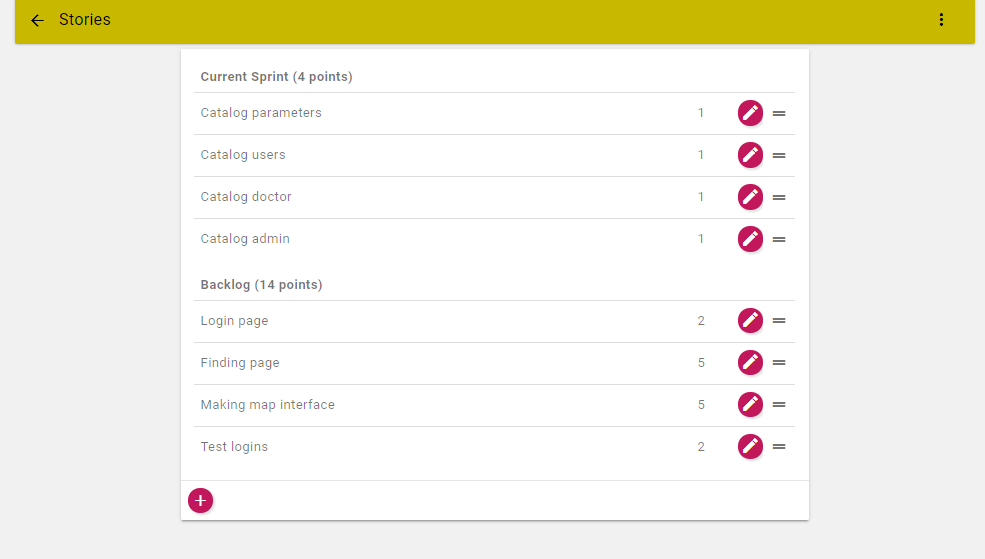 Stories
Current Sprint (4 points)
Catalog parameters 1
Catalog users 1
Catalog doctor 1
Catalog admin 1
Backlog (14 points)
Login page 2
Finding page 5
Making map interface 5
Test logins 2